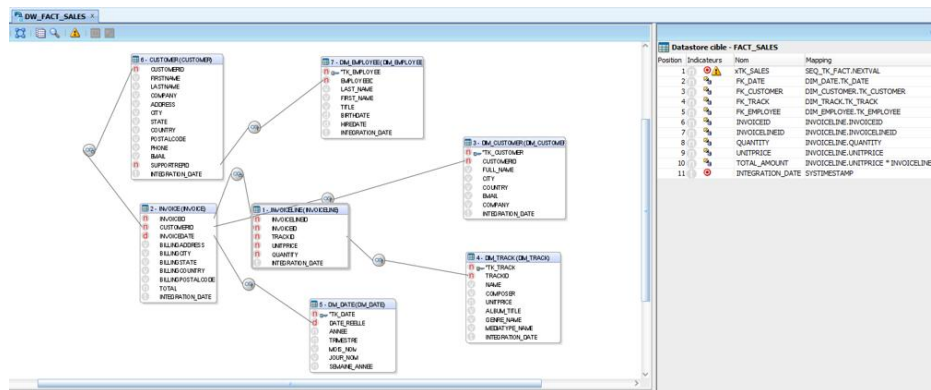 DW_FACT_SALES ×
6 - CUSTOMER (CUSTOMER)
CUSTOMERID
FIRSTNAME
LASTNAME
COMPANY
ADDRESS
CITY
STATE
COUNTRY
POSTALCODE
PHONE
EMAIL
SUPPORTREPID
INTEGRATION_DATE
7 - DIM_EMPLOYEE (DIM_EMPLOYEE
*TK_EMPLOYEE
EMPLOYEEID
LAST_NAME
FIRST_NAME
TITLE
BIRTHDATE
HIREDATE
INTEGRATION_DATE
3 - DIM_CUSTOMER (DIM_CUSTOMER
*TK_CUSTOMER
CUSTOMERID
FULL_NAME
CITY
COUNTRY
EMAIL
COMPANY
INTEGRATION_DATE
2 - INVOICE (INVOICE)
INVOICEID
CUSTOMERID
INVOICEDATE
BILLINGADDRESS
BILLINGCITY
BILLINGSTATE
BILLINGCOUNTRY
BILLINGPOSTALCODE
TOTAL
INTEGRATION_DATE
1 - INVOICELINE (INVOICELINE)
INVOICELINEID
INVOICEID
TRACKID
UNITPRICE
QUANTITY
INTEGRATION_DATE
4 - DIM_TRACK (DIM_TRACK)
*TK_TRACK
TRACKID
NAME
COMPOSER
UNITPRICE
ALBUM_TITLE
GENRE_NAME
MEDIATYPE_NAME
INTEGRATION_DATE
5 - DIM_DATE (DIM_DATE)
*TK_DATE
DATE_REELLE
ANNEE
TRIMESTRE
MOIS_NOM
JOUR_NOM
SEMAINE_ANNEE
Datastore cible - FACT_SALES
Position Indicateurs Nom Mapping
1 xTK_SALES SEQ_TK_FACT.NEXTVAL
2 FK_DATE DIM_DATE.TK_DATE
3 FK_CUSTOMER DIM_CUSTOMER.TK_CUSTOMER
4 FK_TRACK DIM_TRACK.TK_TRACK
5 FK_EMPLOYEE DIM_EMPLOYEE.TK_EMPLOYEE
6 INVOICEID INVOICELINE.INVOICEID
7 INVOICELINEID INVOICELINE.INVOICELINEID
8 QUANTITY INVOICELINE.QUANTITY
9 UNITPRICE INVOICELINE.UNITPRICE
10 TOTAL_AMOUNT INVOICELINE.UNITPRICE * INVOICELINE
11 INTEGRATION_DATE SYSTIMESTAMP